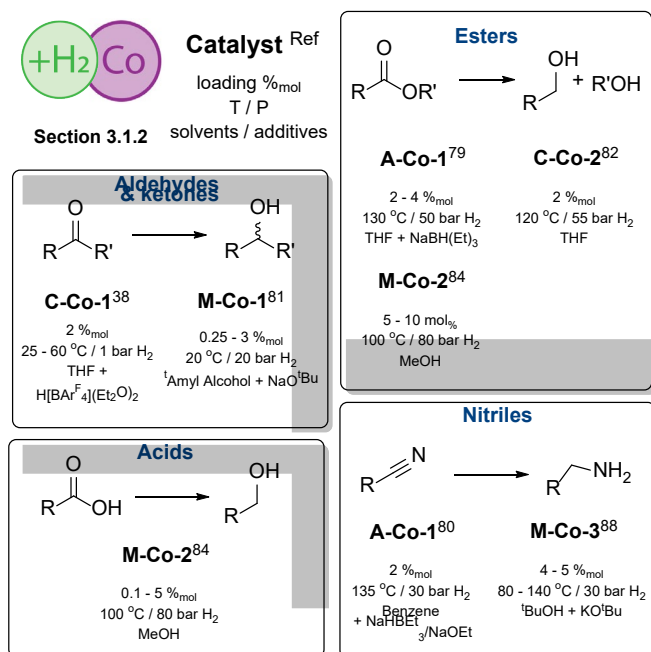 +H₂ Co
Section 3.1.2
Catalyst Ref
loading %mol
T / P
solvents / additives
Aldehydes
& ketones
O
R R'
OH
R R'
C-Co-1³⁸
2 %mol
25 - 60 °C / 1 bar H₂
THF +
H[BArF₄](Et₂O)₂
M-Co-1⁸¹
0.25 - 3 %mol
20 °C / 20 bar H₂
ᵗAmyl Alcohol + NaOᵗBu
Acids
O
R OH
OH
R
M-Co-2⁸⁴
0.1 - 5 %mol
100 °C / 80 bar H₂
MeOH
Esters
O
R OR'
OH
R + R'OH
A-Co-1⁷⁹
2 - 4 %mol
130 °C / 50 bar H₂
THF + NaBH(Et)₃
C-Co-2⁸²
2 %mol
120 °C / 55 bar H₂
THF
M-Co-2⁸⁴
5 - 10 mol%
100 °C / 80 bar H₂
MeOH
Nitriles
R N
R NH₂
A-Co-1⁸⁰
2 %mol
135 °C / 30 bar H₂
Benzene
+ NaHBEt₃/NaOEt
M-Co-3⁸⁸
4 - 5 %mol
80 - 140 °C / 30 bar H₂
ᵗBuOH + KOᵗBu